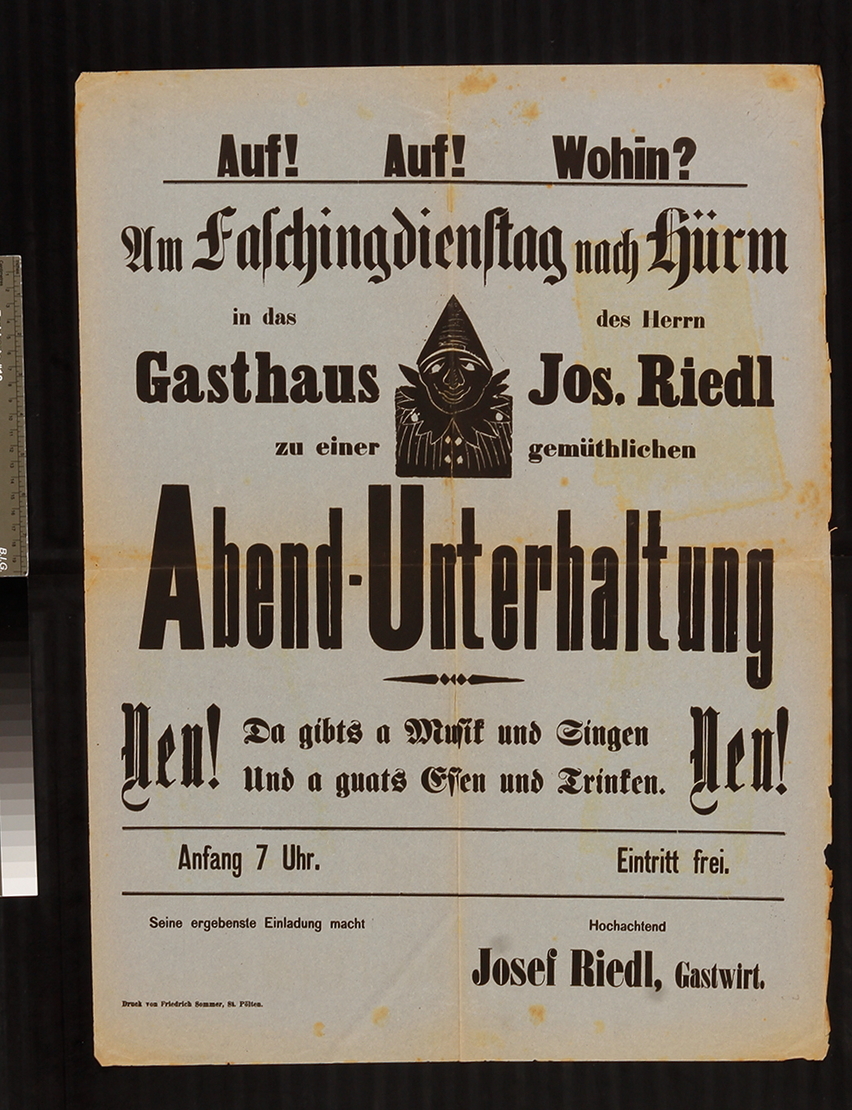 Auf! Auf! Wohin?
Am Faschingdienstag nach Hürm
in das des Herrn
Gasthaus Jos. Riedl
zu einer gemüthlichen
Abend-Unterhaltung
Neu! Da gibts a Musik und Singen Neu!
Und a guats Essen und Trinken.
Anfang 7 Uhr. Eintritt frei.
Seine ergebenste Einladung macht Hochachtend
Josef Riedl, Gastwirt.
Druck von Friedrich Sommer, St. Pölten.
B.I.G.